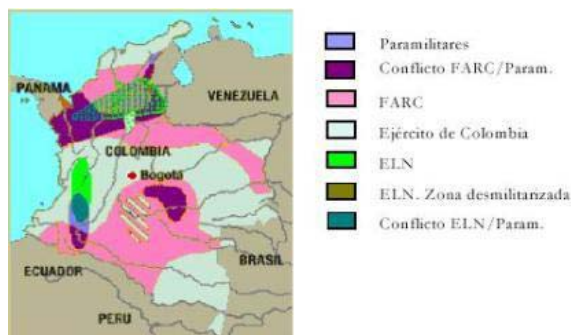 PANAMA
VENEZUELA
COLOMBIA
Bogotá
ECUADOR
BRASIL
PERU
Paramilitares
Conflicto FARC/Param.
FARC
Ejército de Colombia
ELN
ELN. Zona desmilitarizada
Conflicto ELN/Param.